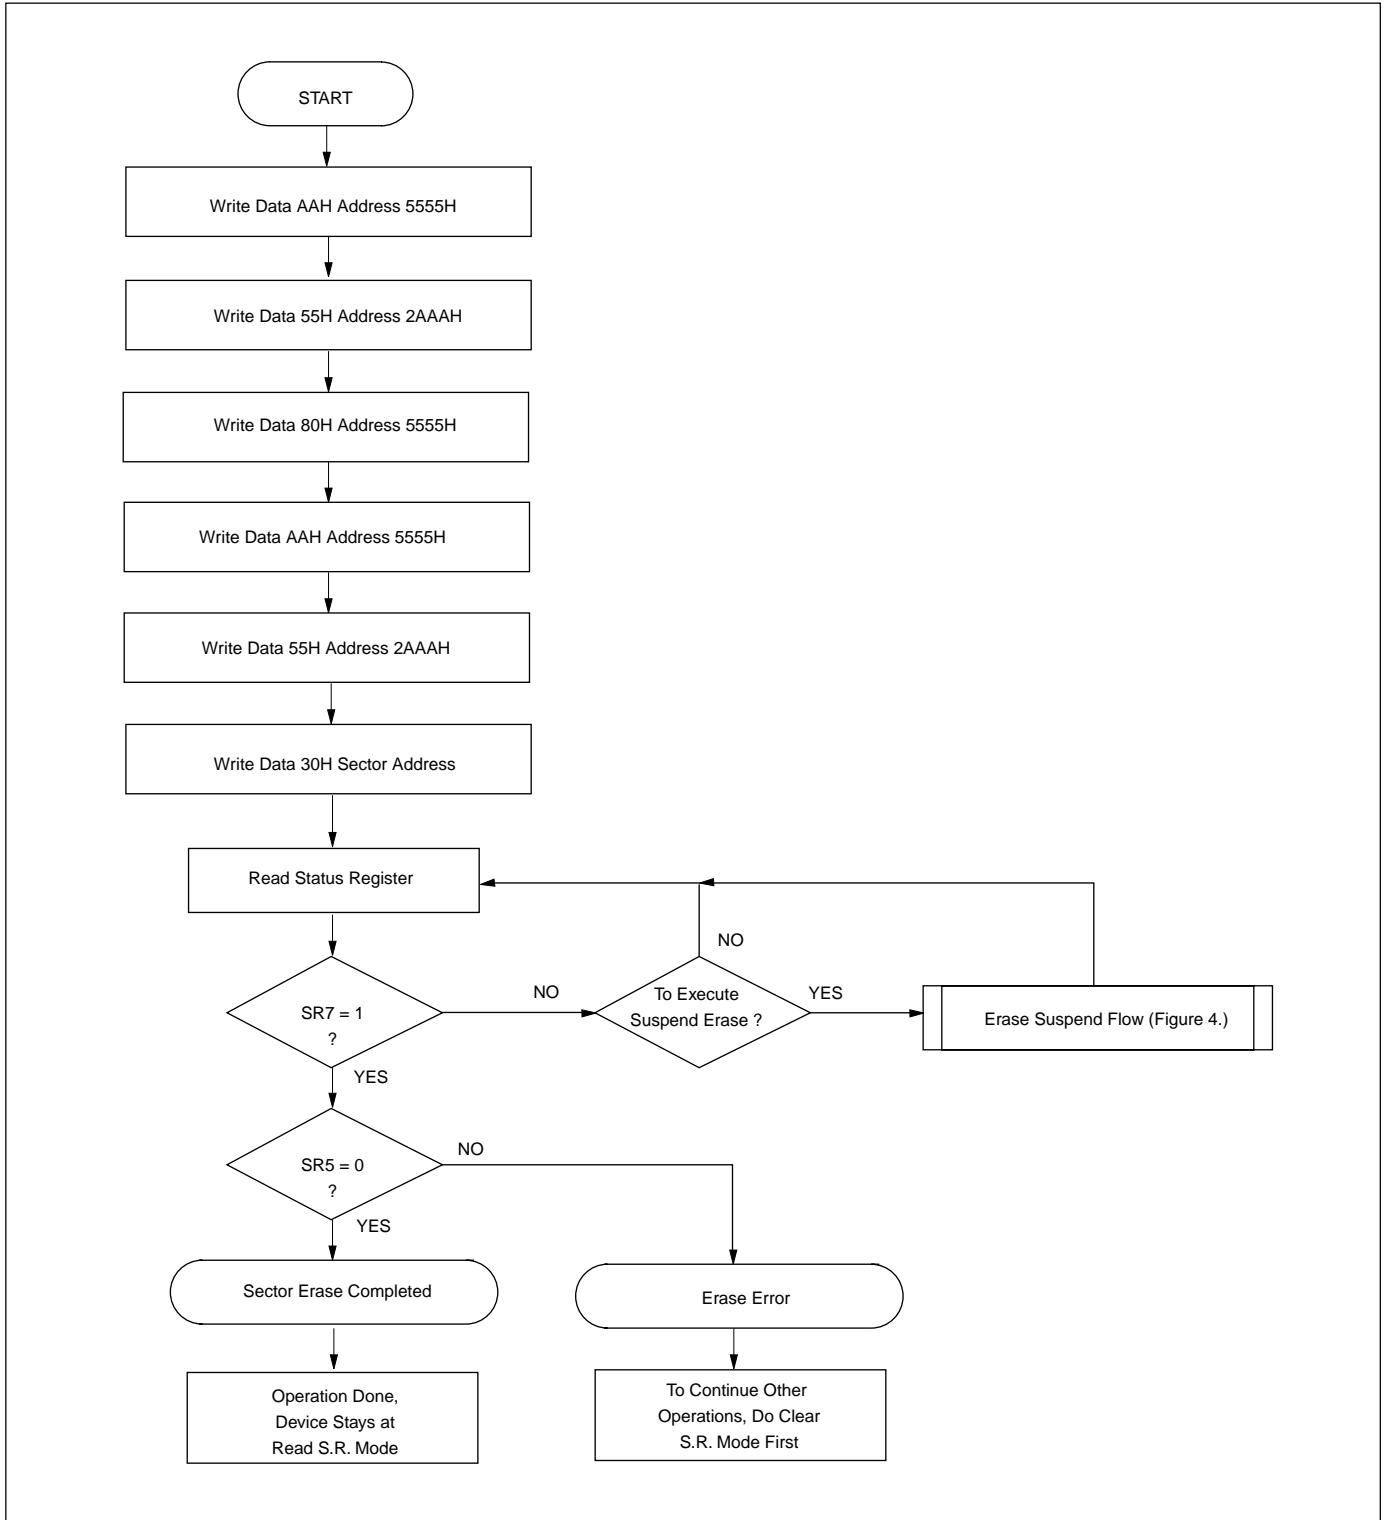 START
Write Data AAH Address 5555H
Write Data 55H Address 2AAAH
Write Data 80H Address 5555H
Write Data AAH Address 5555H
Write Data 55H Address 2AAAH
Write Data 30H Sector Address
Read Status Register
NO
SR7 = 1
?
NO
To Execute
Suspend Erase ?
YES
Erase Suspend Flow (Figure 4.)
YES
SR5 = 0
?
NO
YES
Sector Erase Completed
Erase Error
Operation Done,
Device Stays at
Read S.R. Mode
To Continue Other
Operations, Do Clear
S.R. Mode First